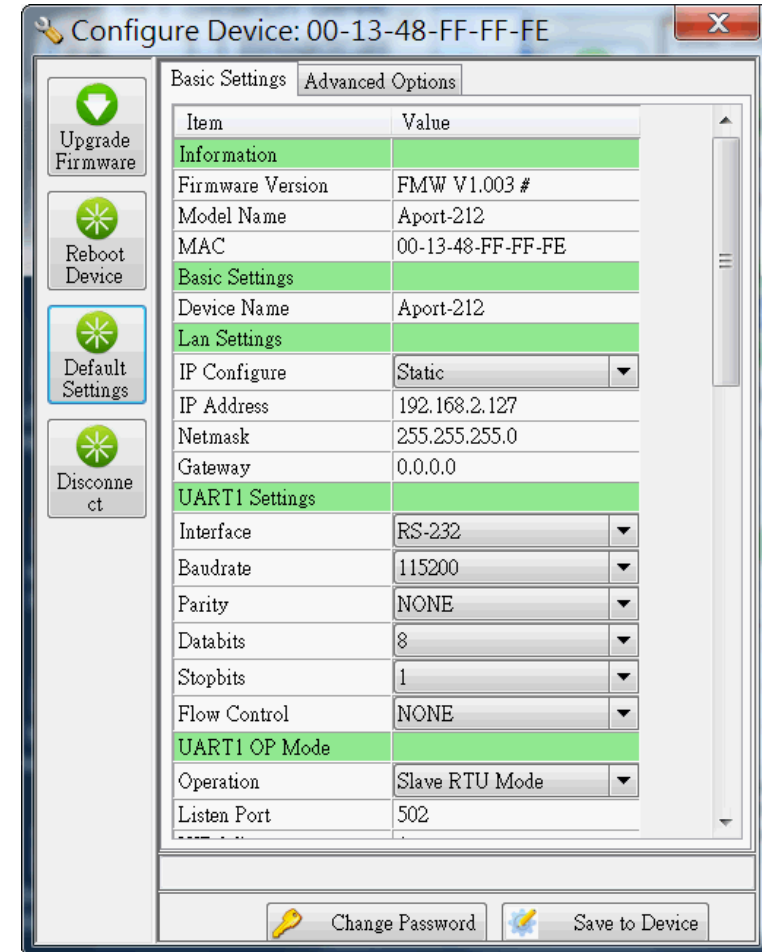 Configure Device: 00-13-48-FF-FF-FE
X
Upgrade
Firmware
Reboot
Device
Default
Settings
Disconne
ct
Basic Settings Advanced Options
Item Value
Information
Firmware Version FMW V1.003 #
Model Name Aport-212
MAC 00-13-48-FF-FF-FE
Basic Settings
Device Name Aport-212
Lan Settings
IP Configure Static
IP Address 192.168.2.127
Netmask 255.255.255.0
Gateway 0.0.0.0
UART1 Settings
Interface RS-232
Baudrate 115200
Parity NONE
Databits 8
Stopbits 1
Flow Control NONE
UART1 OP Mode
Operation Slave RTU Mode
Listen Port 502
Change Password Save to Device